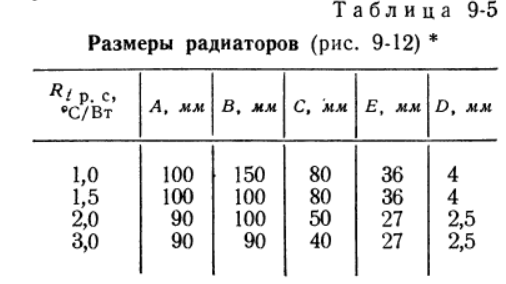 Таблица 9-5
Размеры радиаторов (рис. 9-12) *
R t р. с, °С/Вт A, мм B, мм C, мм E, мм D, мм
1,0 100 150 80 36 4
1,5 100 100 80 36 4
2,0 90 100 50 27 2,5
3,0 90 90 40 27 2,5